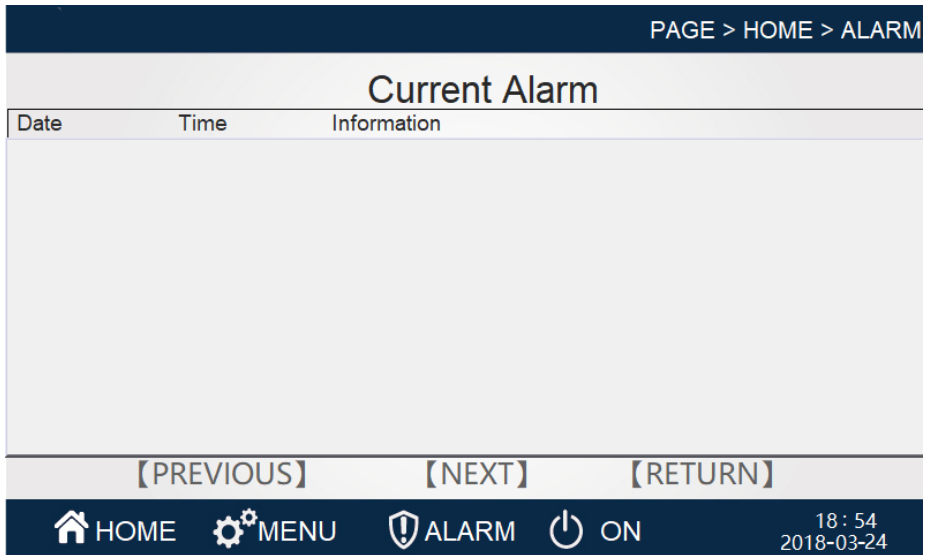 PAGE > HOME > ALARM
Current Alarm
Date Time Information
【PREVIOUS】 【NEXT】 【RETURN】
HOME MENU ALARM ON 18:54
2018-03-24